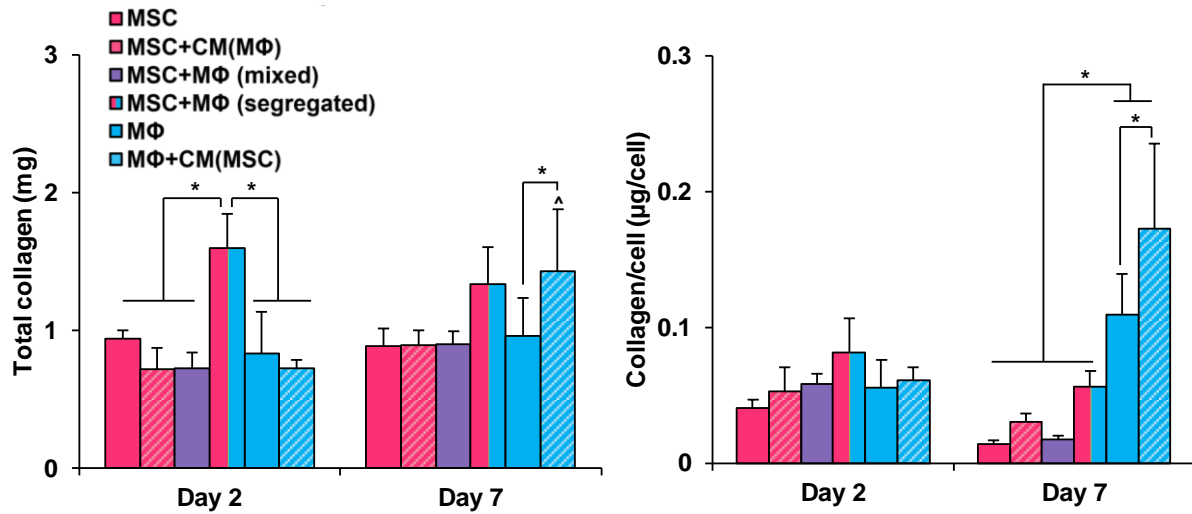 MSC
MSC+CM(MΦ)
MSC+MΦ (mixed)
MSC+MΦ (segregated)
MΦ
MΦ+CM(MSC)
Total collagen (mg)
3
2
1
0
* * * ^
Day 2 Day 7
Collagen/cell (μg/cell)
0.3
0.2
0.1
0
*
*
Day 2 Day 7